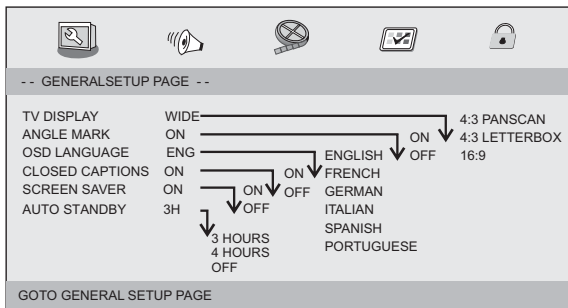 - - GENERALSETUP PAGE - -
TV DISPLAY WIDE
ANGLE MARK ON
OSD LANGUAGE ENG
CLOSED CAPTIONS ON
SCREEN SAVER ON
AUTO STANDBY 3H
4:3 PANSCAN
4:3 LETTERBOX
16:9
ON
OFF
ENGLISH
FRENCH
GERMAN
ITALIAN
SPANISH
PORTUGUESE
ON
OFF
ON
OFF
3 HOURS
4 HOURS
OFF
GOTO GENERAL SETUP PAGE